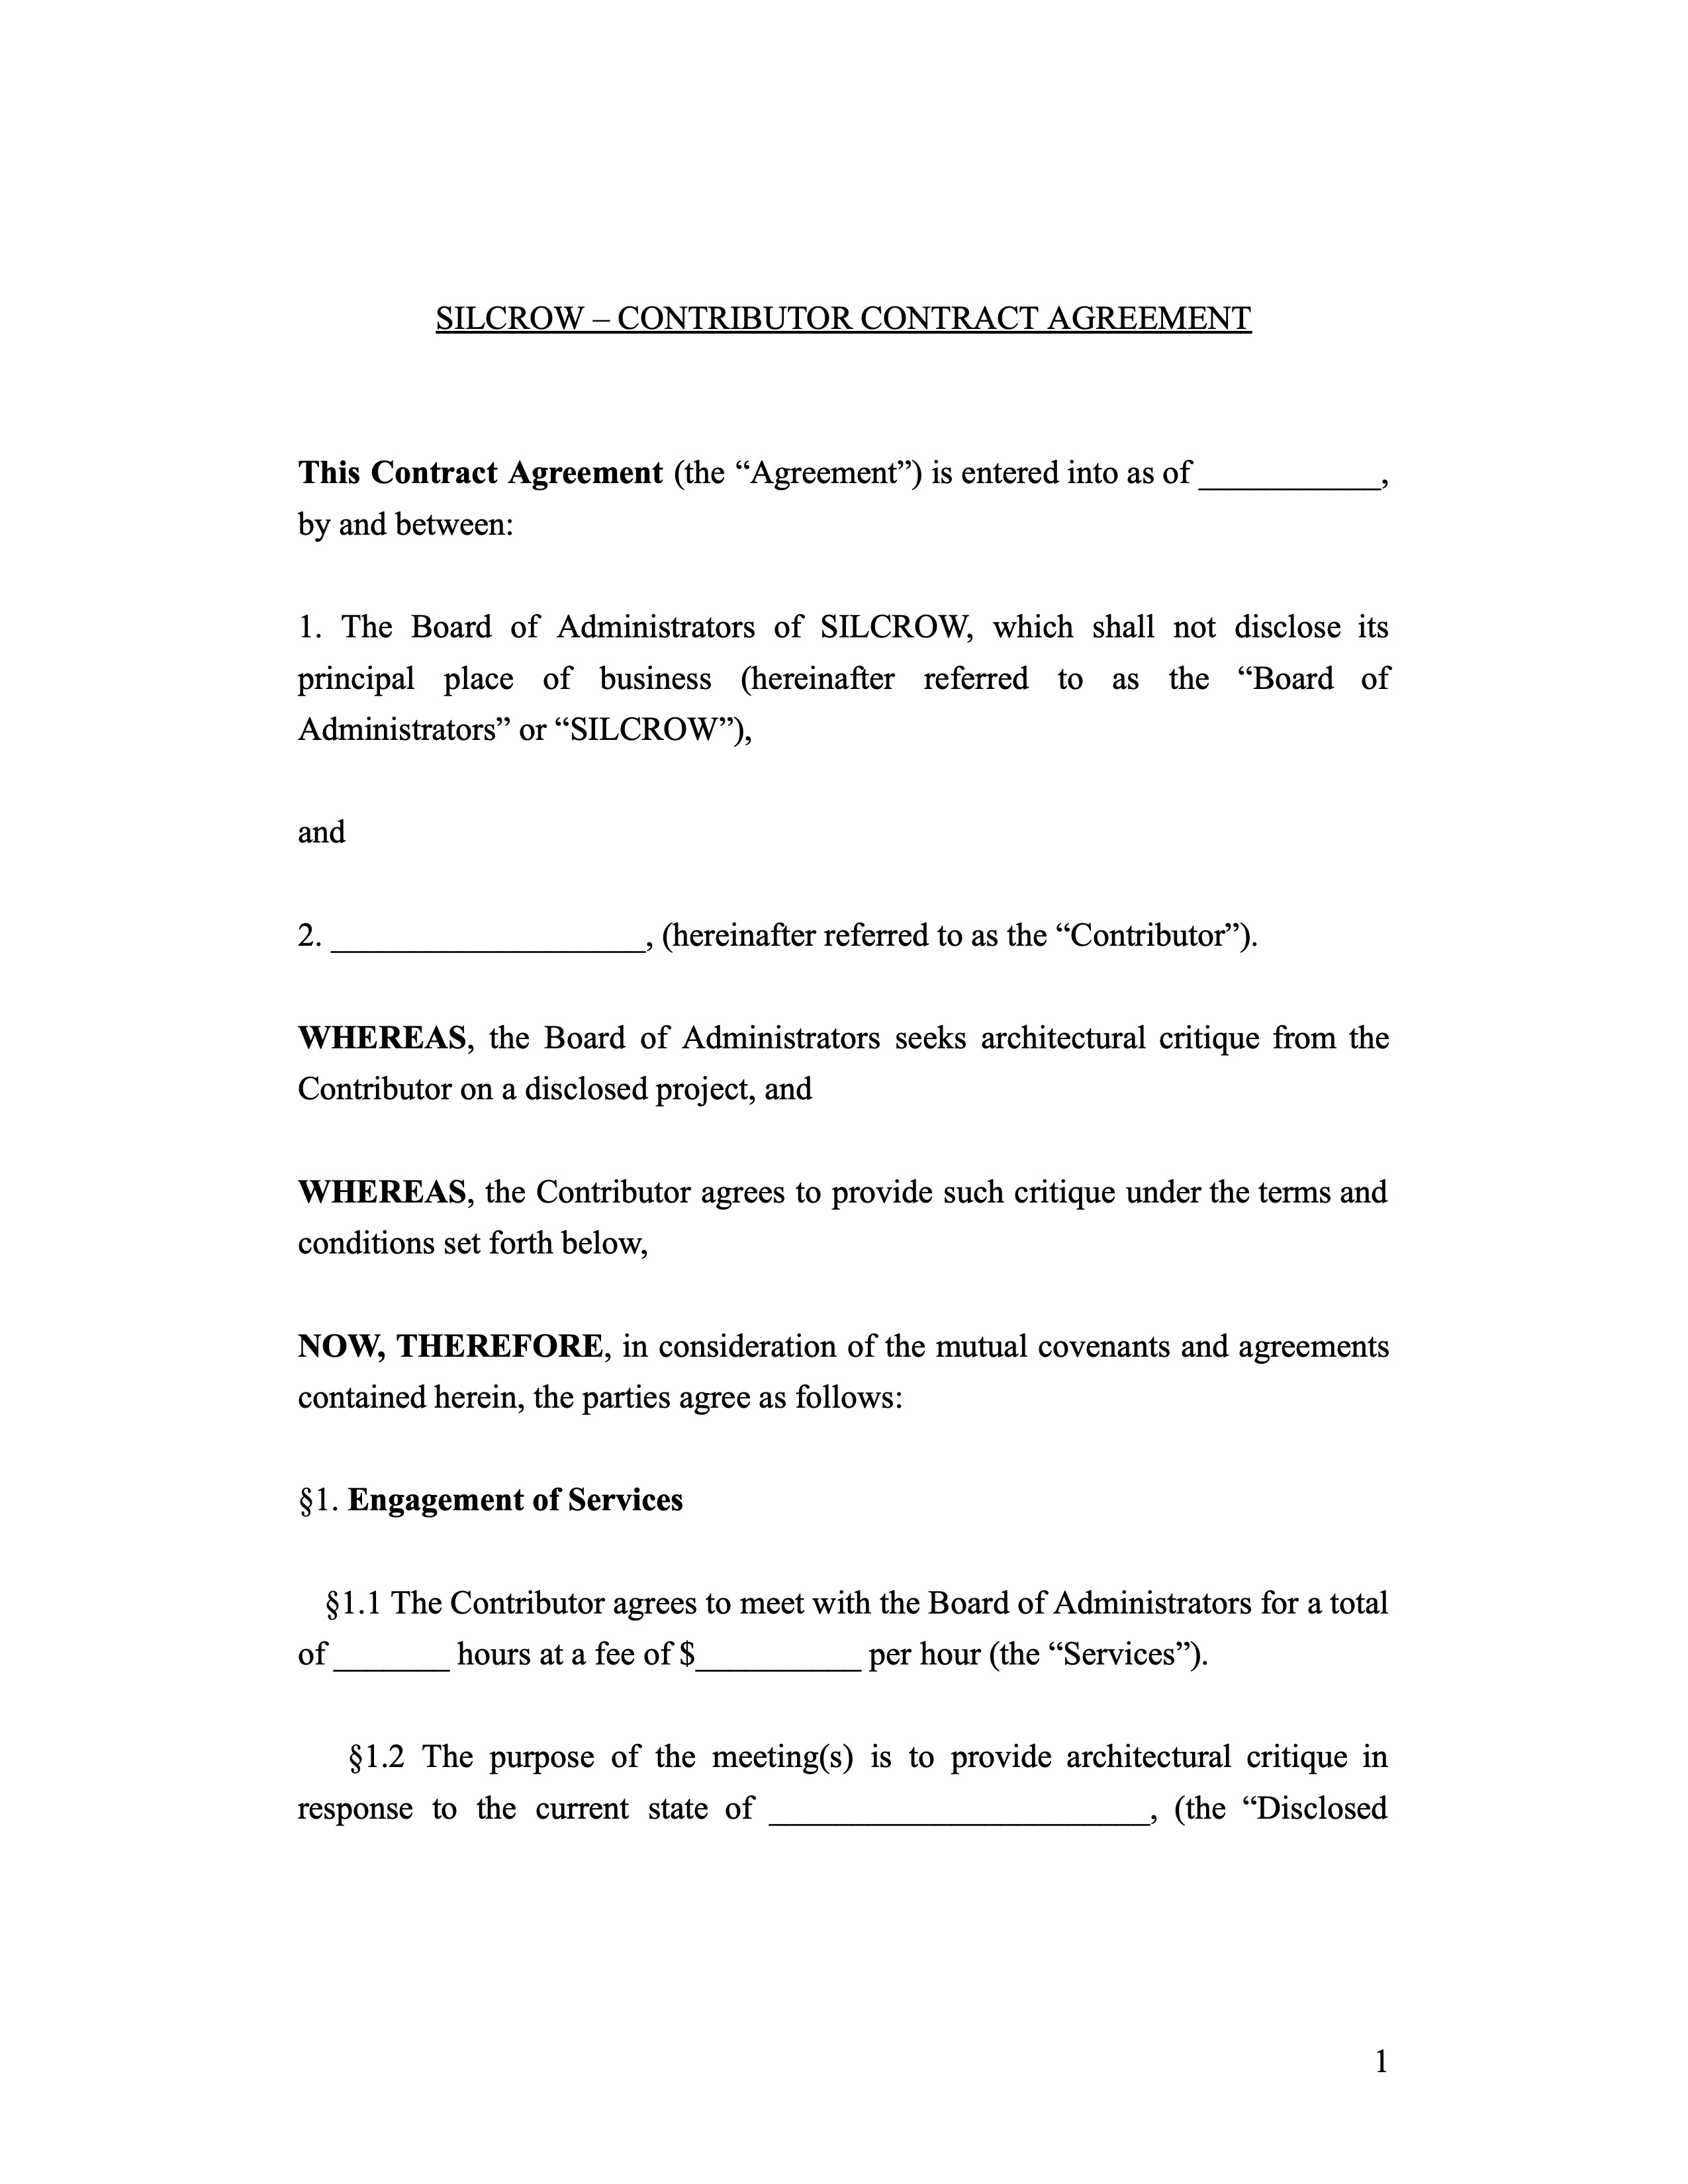 SILCROW – CONTRIBUTOR CONTRACT AGREEMENT
This Contract Agreement (the “Agreement”) is entered into as of ___________,
by and between:
1. The Board of Administrators of SILCROW, which shall not disclose its
principal place of business (hereinafter referred to as the “Board of
Administrators” or “SILCROW”),
and
2. ___________________, (hereinafter referred to as the “Contributor”).
WHEREAS, the Board of Administrators seeks architectural critique from the
Contributor on a disclosed project, and
WHEREAS, the Contributor agrees to provide such critique under the terms and
conditions set forth below,
NOW, THEREFORE, in consideration of the mutual covenants and agreements
contained herein, the parties agree as follows:
§1. Engagement of Services
§1.1 The Contributor agrees to meet with the Board of Administrators for a total
of _______ hours at a fee of $__________ per hour (the “Services”).
§1.2 The purpose of the meeting(s) is to provide architectural critique in
response to the current state of _______________________, (the “Disclosed
1